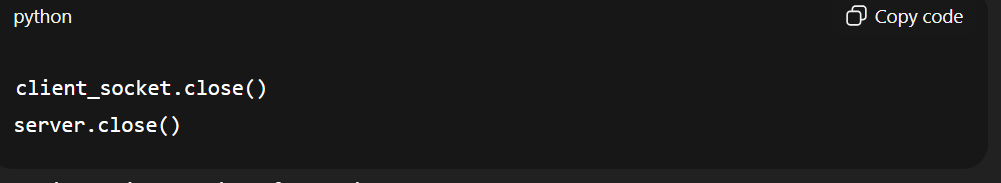 python
Copy code
client_socket.close()
server.close()